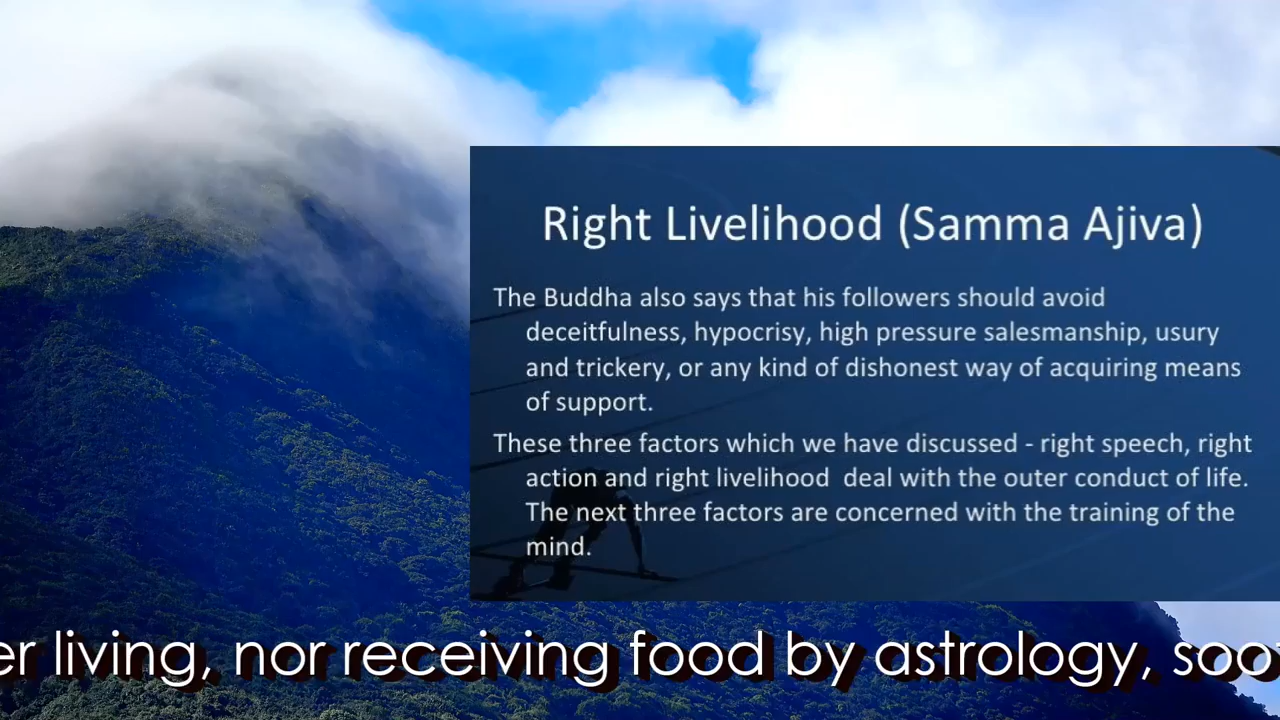 Right Livelihood (Samma Ajiva)
The Buddha also says that his followers should avoid
deceitfulness, hypocrisy, high pressure salesmanship, usury
and trickery, or any kind of dishonest way of acquiring means
of support.
These three factors which we have discussed - right speech, right
action and right livelihood deal with the outer conduct of life.
The next three factors are concerned with the training of the
mind.
living, nor receiving food by astrology,